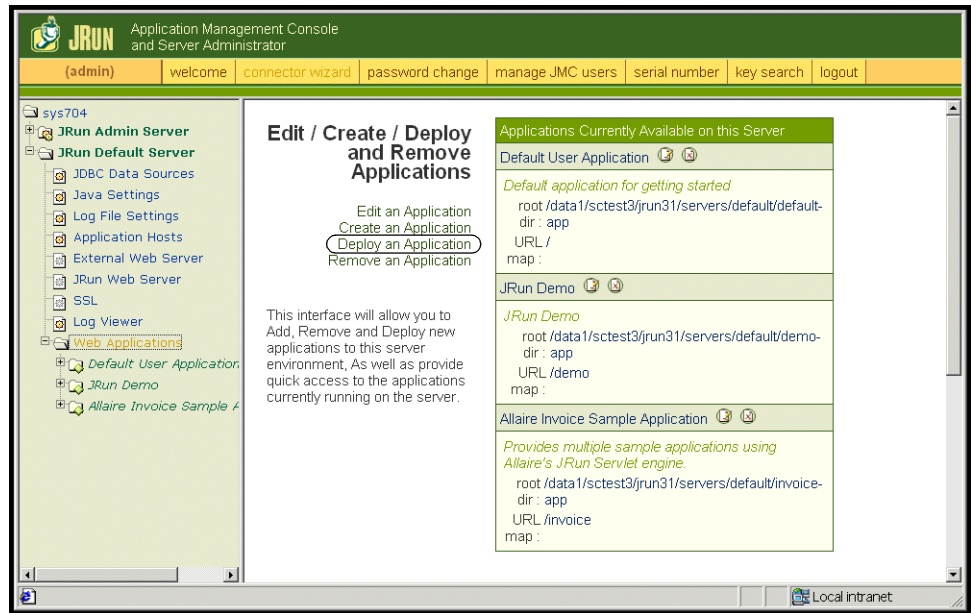 JRUN
Application Management Console
and Server Administrator
(admin) welcome connector wizard password change manage JMC users serial number key search logout
sys704
JRun Admin Server
JRun Default Server
JDBC Data Sources
Java Settings
Log File Settings
Application Hosts
External Web Server
JRun Web Server
SSL
Log Viewer
Web Applications
Default User Application
JRun Demo
Allaire Invoice Sample A
Edit / Create / Deploy
and Remove
Applications
Edit an Application
Create an Application
Deploy an Application
Remove an Application
This interface will allow you to
Add, Remove and Deploy new
applications to this server
environment, As well as provide
quick access to the applications
currently running on the server.
Applications Currently Available on this Server
Default User Application
Default application for getting started
root /data1/sctest3/jrun31/servers/default/default-
dir : app
URL /
map :
JRun Demo
JRun Demo
root /data1/sctest3/jrun31/servers/default/demo-
dir : app
URL /demo
map :
Allaire Invoice Sample Application
Provides multiple sample applications using
Allaire's JRun Servlet engine.
root /data1/sctest3/jrun31/servers/default/invoice-
dir : app
URL /invoice
map :
Local intranet